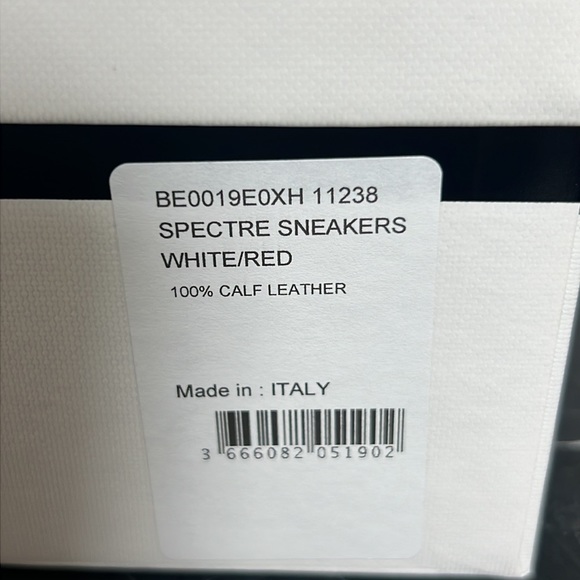 BE0019E0XH 11238
SPECTRE SNEAKERS
WHITE/RED
100% CALF LEATHER
Made in : ITALY
3 666082 051902